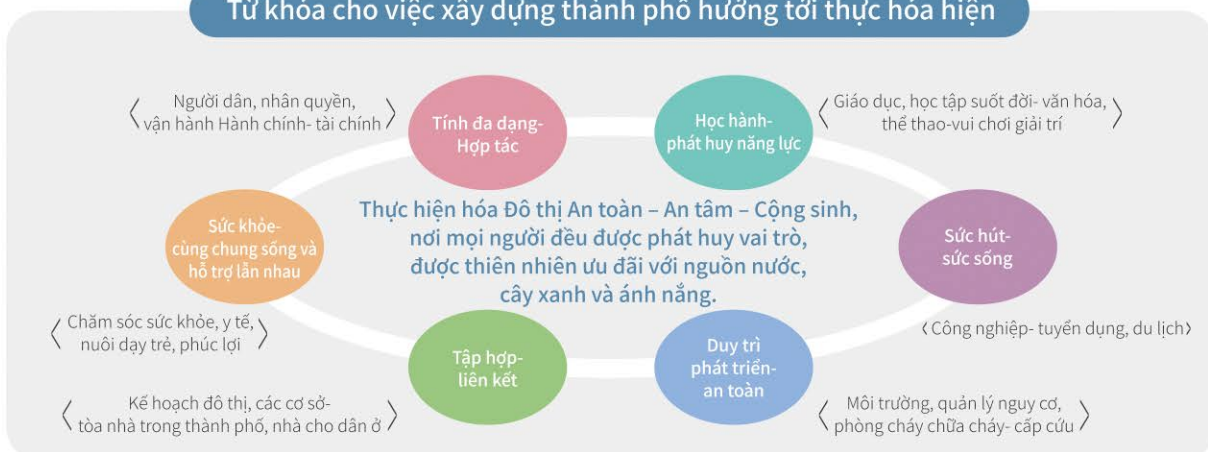 Từ khóa cho việc xây dựng thành phố hướng tới thực hóa hiện
Người dân, nhân quyền,
vận hành Hành chính- tài chính
Tính đa dạng-
Hợp tác
Học hành-
phát huy năng lực
Giáo dục, học tập suốt đời- văn hóa,
thể thao-vui chơi giải trí
Sức khỏe-
cùng chung sống và
hỗ trợ lẫn nhau
Thực hiện hóa Đô thị An toàn – An tâm – Cộng sinh,
nơi mọi người đều được phát huy vai trò,
được thiên nhiên ưu đãi với nguồn nước,
cây xanh và ánh nắng.
Sức hút-
sức sống
Chăm sóc sức khỏe, y tế,
nuôi dạy trẻ, phúc lợi
Công nghiệp- tuyển dụng, du lịch
Tập hợp-
liên kết
Duy trì
phát triển-
an toàn
Kế hoạch đô thị, các cơ sở-
tòa nhà trong thành phố, nhà cho dân ở
Môi trường, quản lý nguy cơ,
phòng cháy chữa cháy- cấp cứu